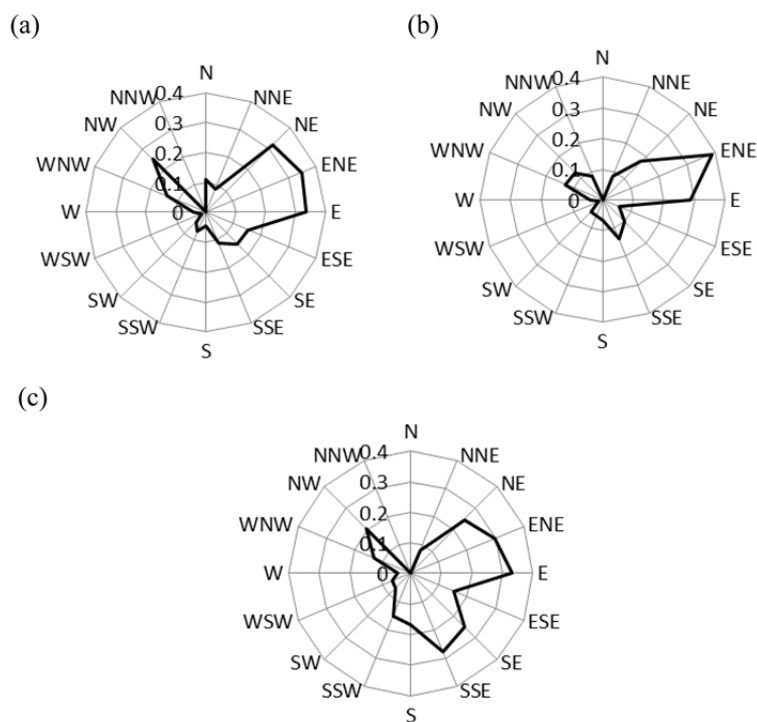 (a)
N
NNW 0.4 NNE
NW 0.3 NE
0.2
WNW 0.1 ENE
W 0 E
WSW ESE
SW SE
SSW SSE
S
(b)
N
NNW 0.4 NNE
NW 0.3 NE
0.2
WNW 0.1 ENE
W 0 E
WSW ESE
SW SE
SSW SSE
S
(c)
N
NNW 0.4 NNE
NW 0.3 NE
0.2
WNW 0.1 ENE
W 0 E
WSW ESE
SW SE
SSW SSE
S